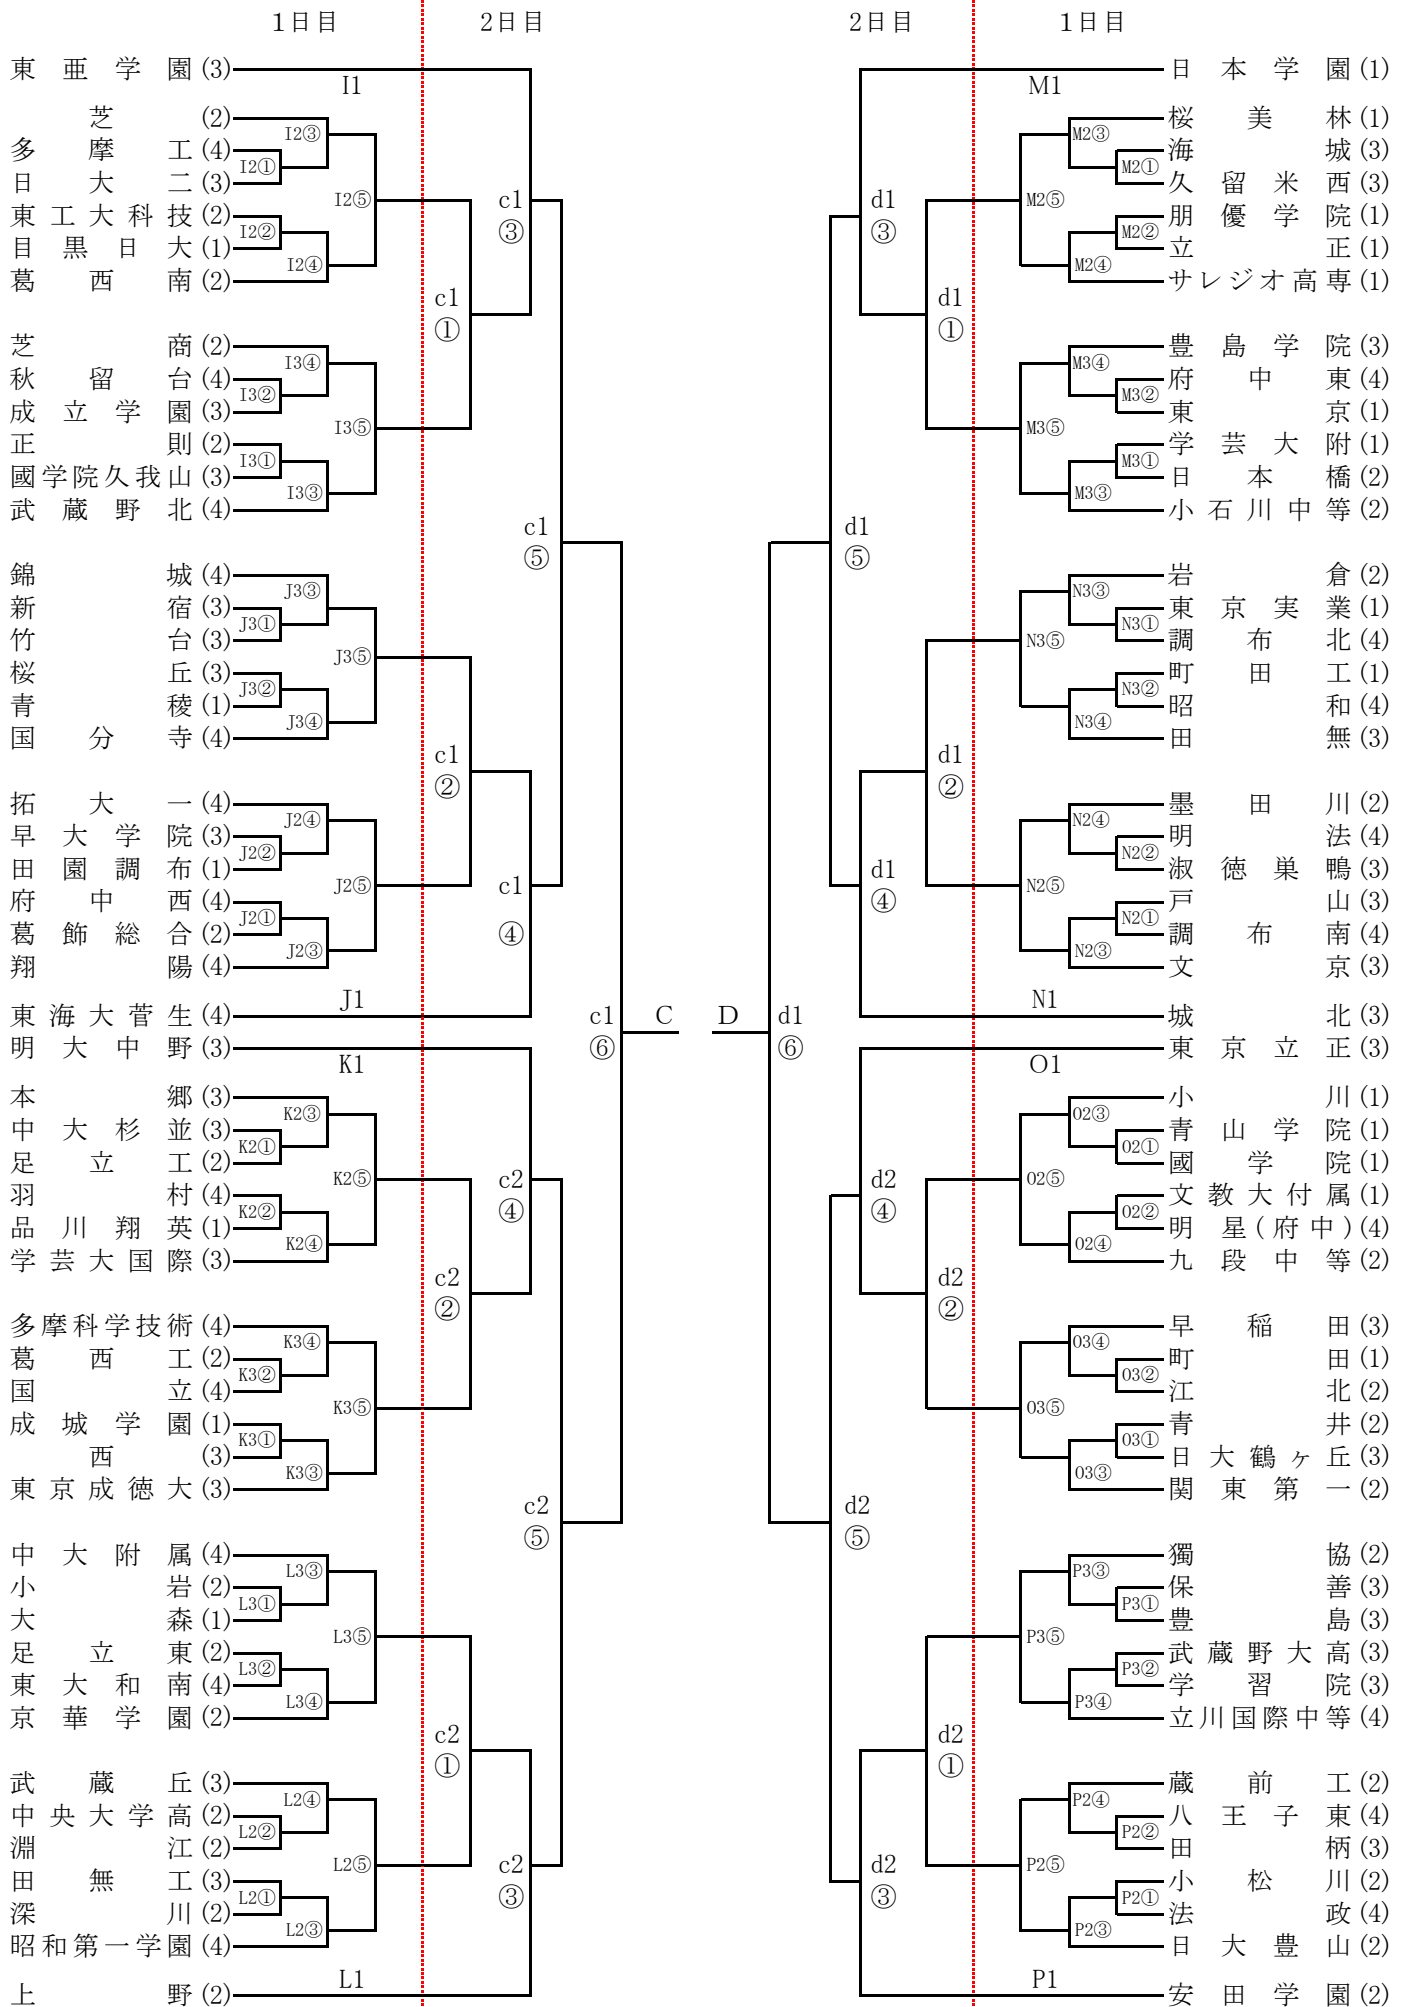 1日目 2日目 2日目 1日目
東亜学園(3) I1
芝(2)
I2③
多摩工(4)
I2①
日大二(3)
I2⑤ c1 ③
東工大科技(2)
I2②
目黒日大(1)
I2④
葛西南(2)
c1 ①
芝商(2)
I3④
秋留台(4)
I3②
成立学園(3)
I3⑤
正則(2)
I3①
國学院久我山(3)
I3③
武蔵野北(4)
c1 ⑤
錦城(4)
J3③
新宿(3)
J3①
竹台(3)
J3⑤
桜丘(3)
J3②
青稜(1)
J3④
国分寺(4)
c1 ②
拓大一(4)
J2④
早大学院(3)
J2②
田園調布(1)
J2⑤ c1 ④
府中西(4)
J2①
葛飾総合(2)
J2③
翔陽(4)
J1
東海大菅生(4)
c1 ⑥ C
明大中野(3)
K1
本郷(3)
K2③
中大杉並(3)
K2①
足立工(2)
K2⑤ c2 ④
羽村(4)
K2②
品川翔英(1)
K2④
学芸大国際(3)
c2 ②
多摩科学技術(4)
K3④
葛西工(2)
K3②
国立(4)
K3⑤
成城学園(1)
K3①
西(3)
K3③
東京成徳大(3)
c2 ⑤
中大附属(4)
L3③
小岩(2)
L3①
大森(1)
L3⑤
足立東(2)
L3②
東大和南(4)
L3④
京華学園(2)
c2 ①
武蔵丘(3)
L2④
中央大学高(2)
L2②
淵江(2)
L2⑤ c2 ③
田無工(3)
L2①
深川(2)
L2③
昭和第一学園(4)
L1
上野(2)
日本学園(1)
M1
桜美林(1)
M2③
海城(3)
M2①
久留米西(3)
d1 ③ M2⑤
朋優学院(1)
M2②
立正(1)
M2④
サレジオ高専(1)
d1 ①
豊島学院(3)
M3④
府中東(4)
M3②
東京(1)
M3⑤
学芸大附(1)
M3①
日本橋(2)
M3③
小石川中等(2)
d1 ⑤
岩倉(2)
N3③
東京実業(1)
N3①
調布北(4)
N3⑤
町田工(1)
N3②
昭和(4)
N3④
田無(3)
d1 ②
墨田川(2)
N2④
明法(4)
N2②
淑徳巣鴨(3)
d1 ④ N2⑤
戸山(3)
N2①
調布南(4)
N2③
文京(3)
N1
城北(3)
D d1 ⑥
東京立正(3)
O1
小川(1)
O2③
青山学院(1)
O2①
國学院(1)
d2 ④ O2⑤
文教大付属(1)
O2②
明星(府中)(4)
O2④
九段中等(2)
d2 ②
早稲田(3)
O3④
町田(1)
O3②
江北(2)
O3⑤
青井(2)
O3①
日大鶴ヶ丘(3)
O3③
関東第一(2)
d2 ⑤
獨協(2)
P3③
保善(3)
P3①
豊島(3)
P3⑤
武蔵野大高(3)
P3②
学習院(3)
P3④
立川国際中等(4)
d2 ①
蔵前工(2)
P2④
八王子東(4)
P2②
田柄(3)
d2 ③ P2⑤
小松川(2)
P2①
法政(4)
P2③
日大豊山(2)
P1
安田学園(2)